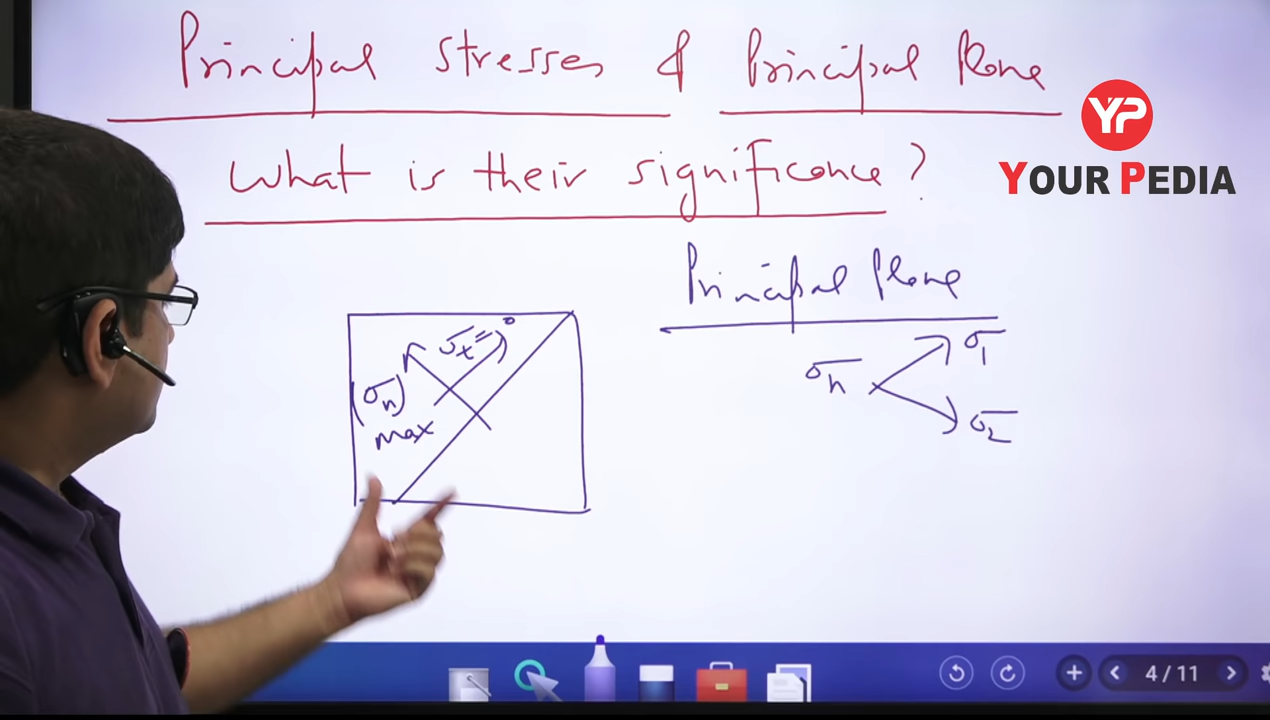 Principal stresses & Principal Plane
What is their significance ?
YP
YOUR PEDIA
Principal Plane
σt = 0
(σn)
max
σn
σ1
σ2
4 / 11